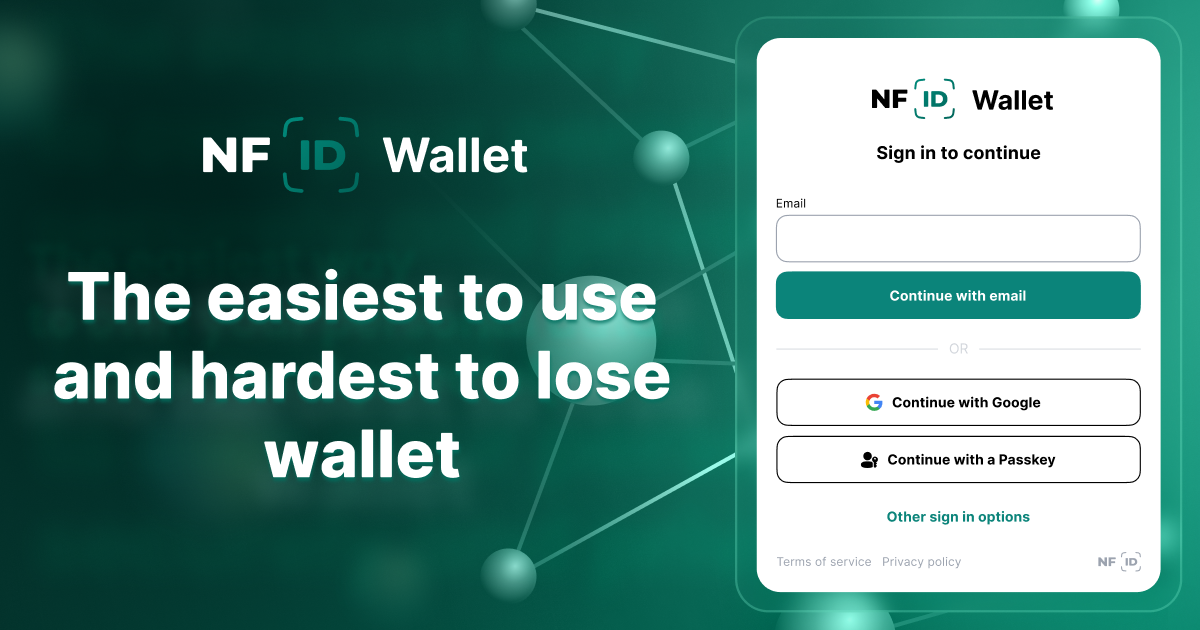 NF ID Wallet
The easiest to use
and hardest to lose
wallet
NF ID Wallet
Sign in to continue
Email
Continue with email
OR
Continue with Google
Continue with a Passkey
Other sign in options
Terms of service Privacy policy NF ID